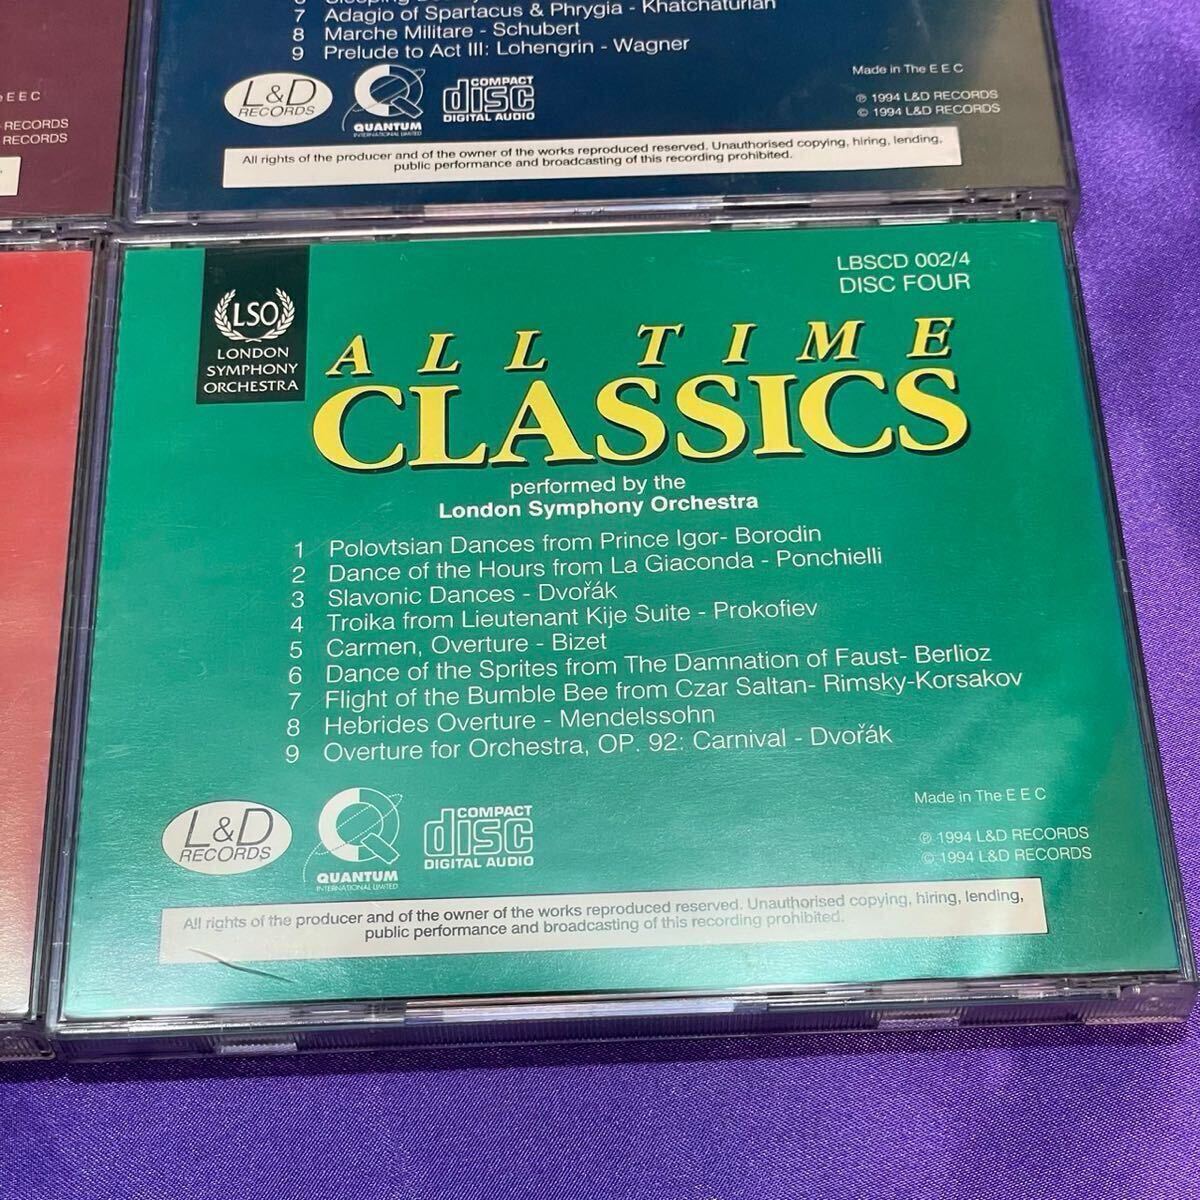 7 Adagio of Spartacus & Phrygia - Khatchaturian
8 Marche Militare - Schubert
9 Prelude to Act III: Lohengrin - Wagner
L&D
RECORDS
QUANTUM
INTERNATIONAL LIMITED
COMPACT
disc
DIGITAL AUDIO
Made in The E E C
℗ 1994 L&D RECORDS
© 1994 L&D RECORDS
All rights of the producer and of the owner of the works reproduced reserved. Unauthorised copying, hiring, lending,
public performance and broadcasting of this recording prohibited.
E E C
RECORDS
RECORDS
LSO
LONDON
SYMPHONY
ORCHESTRA
LBSCD 002/4
DISC FOUR
ALL TIME
CLASSICS
performed by the
London Symphony Orchestra
1 Polovtsian Dances from Prince Igor- Borodin
2 Dance of the Hours from La Giaconda - Ponchielli
3 Slavonic Dances - Dvořák
4 Troika from Lieutenant Kije Suite - Prokofiev
5 Carmen, Overture - Bizet
6 Dance of the Sprites from The Damnation of Faust- Berlioz
7 Flight of the Bumble Bee from Czar Saltan- Rimsky-Korsakov
8 Hebrides Overture - Mendelssohn
9 Overture for Orchestra, OP. 92: Carnival - Dvořák
L&D
RECORDS
QUANTUM
INTERNATIONAL LIMITED
COMPACT
disc
DIGITAL AUDIO
Made in The E E C
℗ 1994 L&D RECORDS
© 1994 L&D RECORDS
All rights of the producer and of the owner of the works reproduced reserved. Unauthorised copying, hiring, lending,
public performance and broadcasting of this recording prohibited.